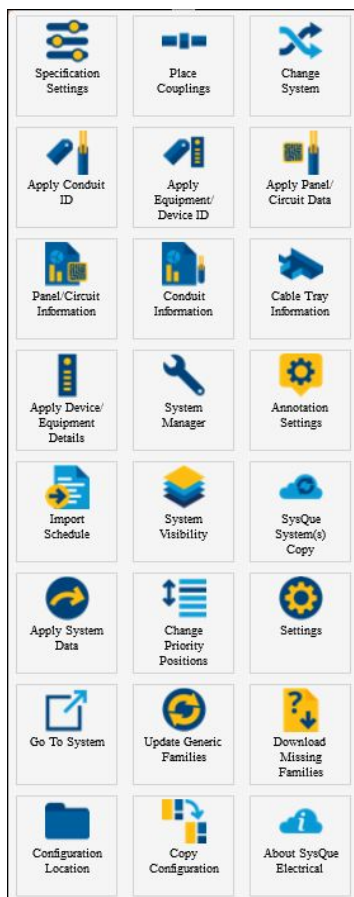 Specification
Settings
Place
Couplings
Change
System
Apply Conduit
ID
Apply
Equipment/
Device ID
Apply Panel/
Circuit Data
Panel/Circuit
Information
Conduit
Information
Cable Tray
Information
Apply Device/
Equipment
Details
System
Manager
Annotation
Settings
Import
Schedule
System
Visibility
SysQue
System(s)
Copy
Apply System
Data
Change
Priority
Positions
Settings
Go To System
Update Generic
Families
Download
Missing
Families
Configuration
Location
Copy
Configuration
About SysQue
Electrical